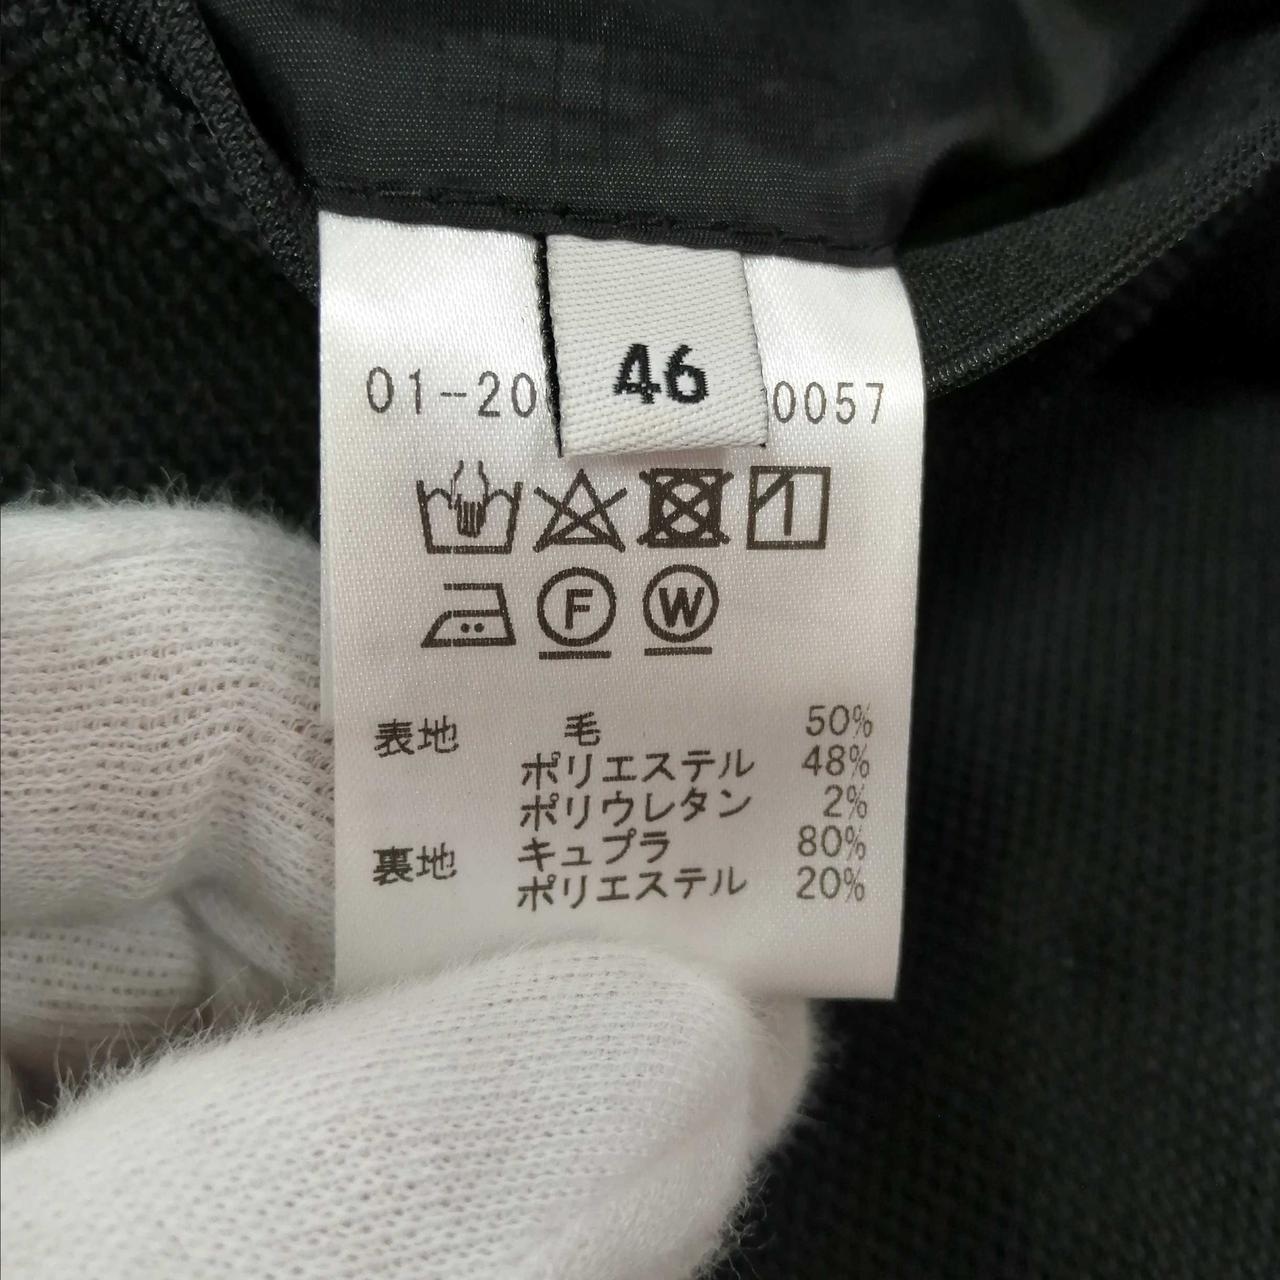 46
01-20 0057
F W
表地 毛 50%
ポリエステル 48%
ポリウレタン 2%
裏地 キュプラ 80%
ポリエステル 20%